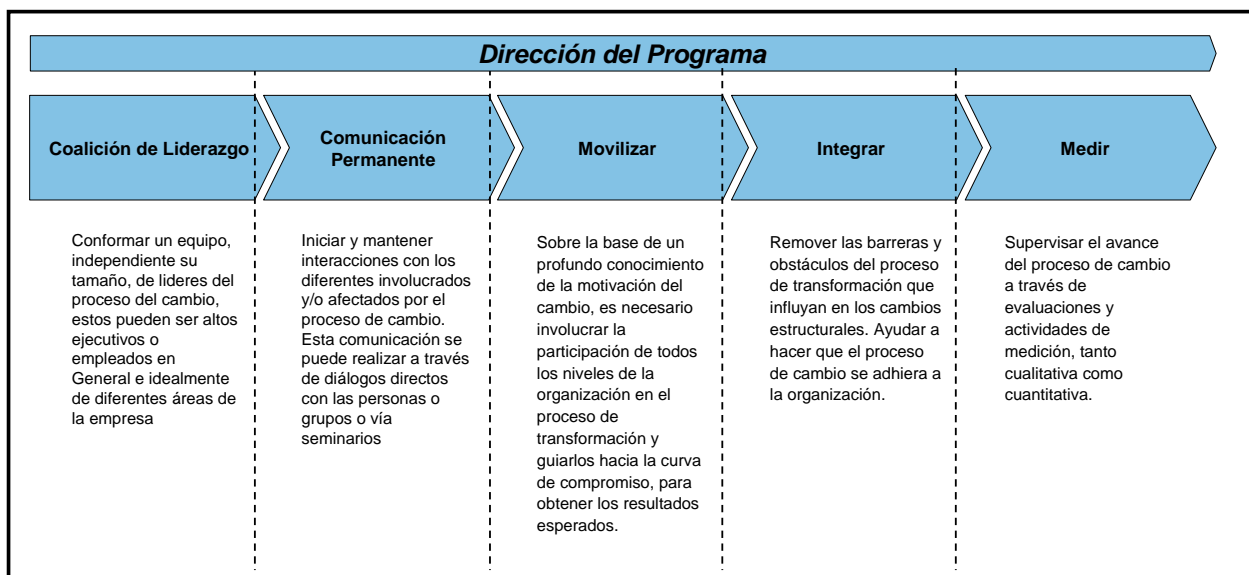 Dirección del Programa
Coalición de Liderazgo
Comunicación
Permanente
Movilizar
Integrar
Medir
Conformar un equipo,
independiente su
tamaño, de lideres del
proceso del cambio,
estos pueden ser altos
ejecutivos o
empleados en
General e idealmente
de diferentes áreas de
la empresa
Iniciar y mantener
interacciones con los
diferentes involucrados
y/o afectados por el
proceso de cambio.
Esta comunicación se
puede realizar a través
de diálogos directos
con las personas o
grupos o vía
seminarios
Sobre la base de un
profundo conocimiento
de la motivación del
cambio, es necesario
involucrar la
participación de todos
los niveles de la
organización en el
proceso de
transformación y
guiarlos hacia la curva
de compromiso, para
obtener los resultados
esperados.
Remover las barreras y
obstáculos del proceso
de transformación que
influyan en los cambios
estructurales. Ayudar a
hacer que el proceso
de cambio se adhiera a
la organización.
Supervisar el avance
del proceso de cambio
a través de
evaluaciones y
actividades de
medición, tanto
cualitativa como
cuantitativa.